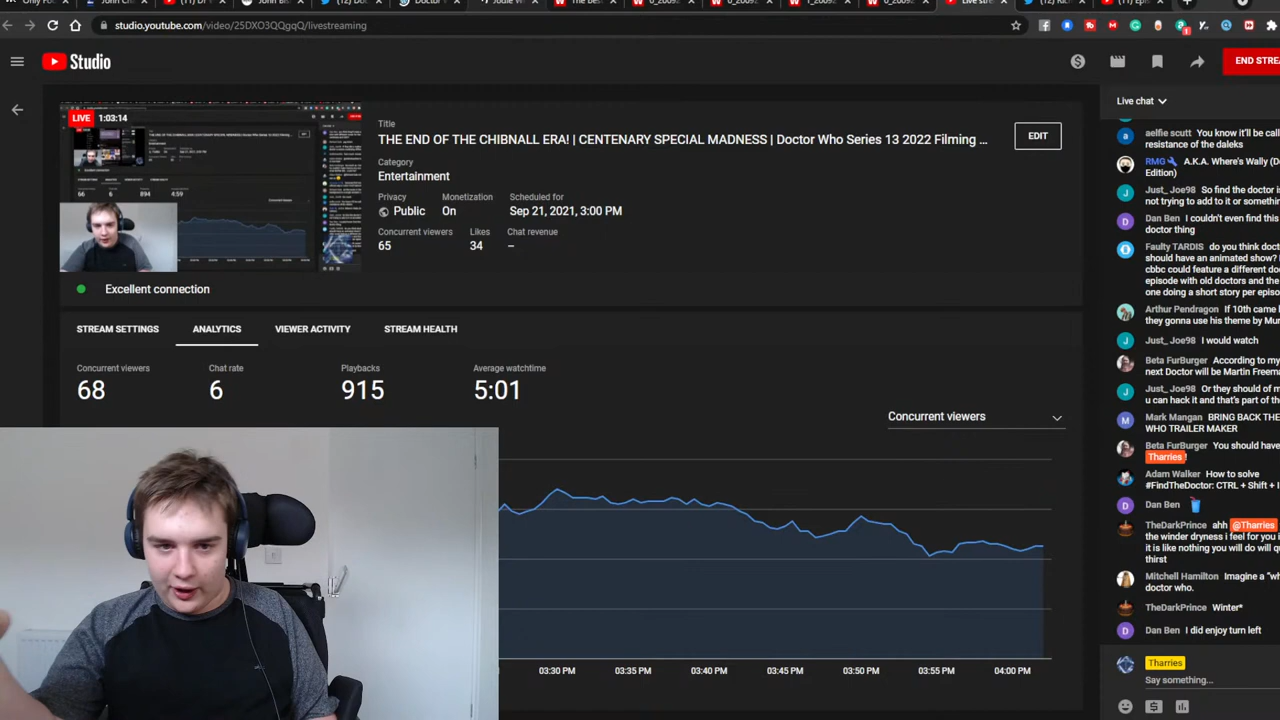 studio.youtube.com/video/25DXO3QQgqQ/livestreaming
Studio
END STRE
LIVE 1:03:14
Title
THE END OF THE CHIBNALL ERA! | CENTENARY SPECIAL MADNESS! | Doctor Who Series 13 2022 Filming ...
EDIT
Category
Entertainment
Privacy Monetization Scheduled for
Public On Sep 21, 2021, 3:00 PM
Concurrent viewers Likes Chat revenue
65 34 –
Excellent connection
STREAM SETTINGS ANALYTICS VIEWER ACTIVITY STREAM HEALTH
Concurrent viewers Chat rate Playbacks Average watchtime
68 6 915 5:01
Concurrent viewers
03:30 PM 03:35 PM 03:40 PM 03:45 PM 03:50 PM 03:55 PM 04:00 PM
Live chat
aelfie scutt You know it'll be calle
resistance of the daleks
RMG A.K.A. Where's Wally (D
Edition)
Just_Joe98 So find the doctor is
not trying to add to it or somethin
Dan Ben I couldn't even find this
doctor thing
Faulty TARDIS do you think doct
should have an animated show?
cbbc could feature a different do
episode with old doctors and the
one doing a short story per episo
Arthur Pendragon If 10th came
they gonna use his theme by Mur
Just_Joe98 I would watch
Beta FurBurger According to my
next Doctor will be Martin Freema
Just_Joe98 Or they should of m
u can hack it and that's part of the
Mark Mangan BRING BACK THE
WHO TRAILER MAKER
Beta FurBurger You should have
Tharries!
Adam Walker How to solve
#FindTheDoctor: CTRL + Shift + I
Dan Ben
TheDarkPrince ahh @Tharries
the winder dryness i feel for you i
it is like nothing you will do will qu
thirst
Mitchell Hamilton Imagine a "wh
doctor who.
TheDarkPrince Winter*
Dan Ben I did enjoy turn left
Tharries
Say something...